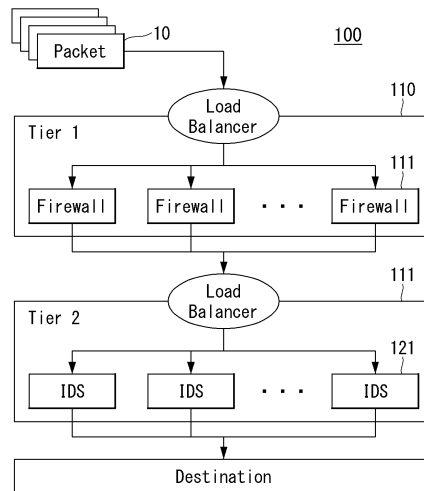 Packet
10
100
Load
Balancer
110
Tier 1
111
Firewall
Firewall
. . .
Firewall
Load
Balancer
111
Tier 2
121
IDS
IDS
. . .
IDS
Destination